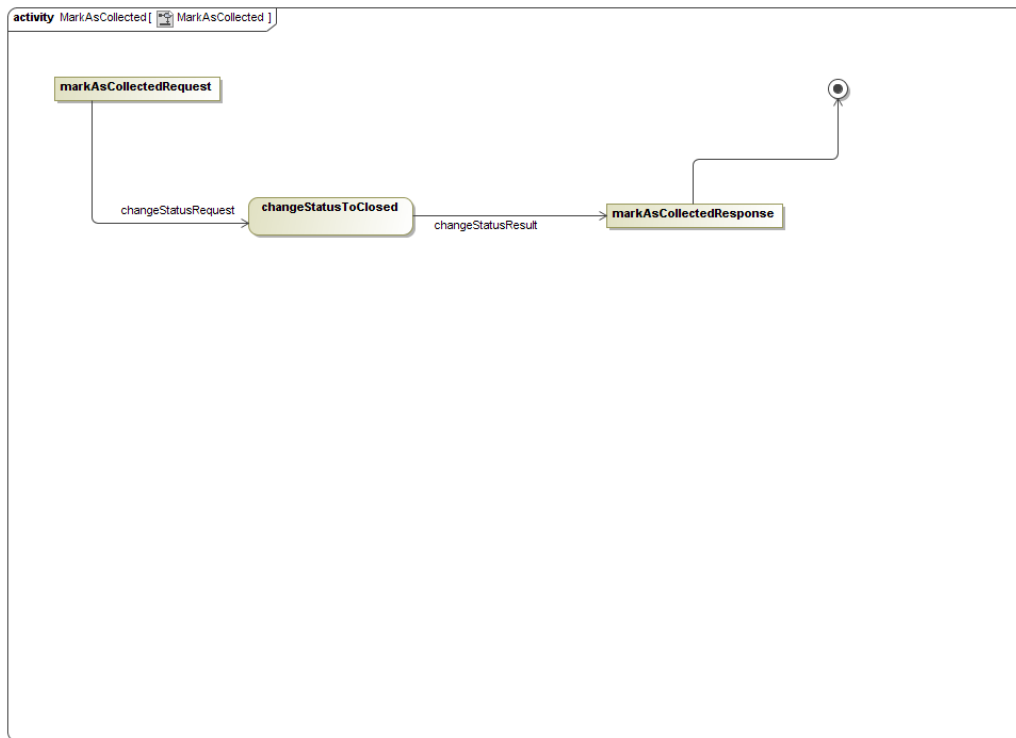 activity MarkAsCollected [ MarkAsCollected ]
markAsCollectedRequest
changeStatusRequest
changeStatusToClosed
changeStatusResult
markAsCollectedResponse